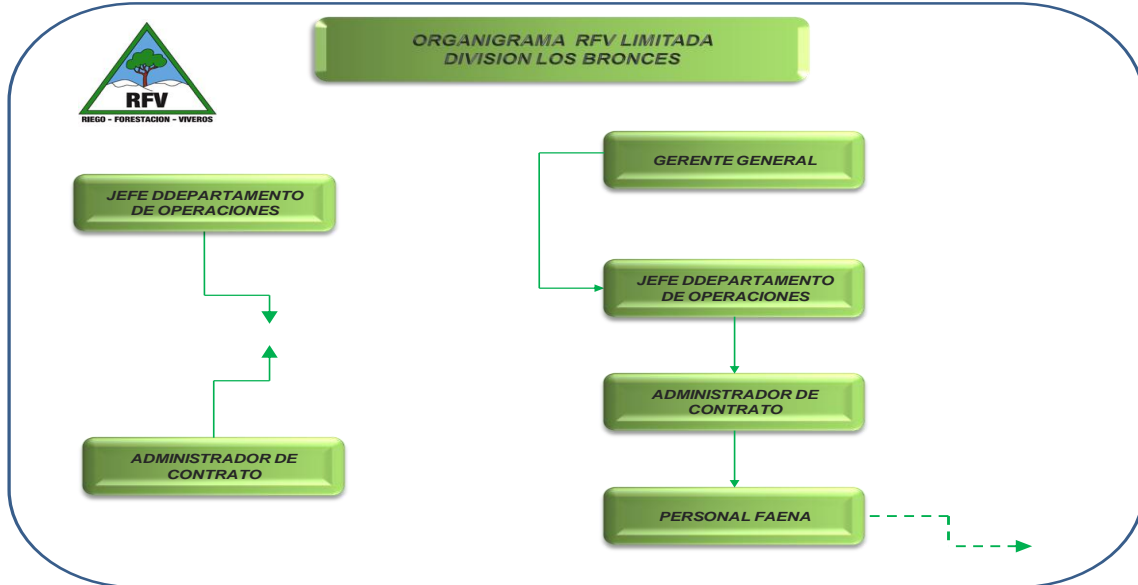 ORGANIGRAMA RFV LIMITADA
DIVISION LOS BRONCES
RFV
RIEGO - FORESTACION - VIVEROS
GERENTE GENERAL
JEFE DDEPARTAMENTO
DE OPERACIONES
JEFE DDEPARTAMENTO
DE OPERACIONES
ADMINISTRADOR DE
CONTRATO
ADMINISTRADOR DE
CONTRATO
PERSONAL FAENA